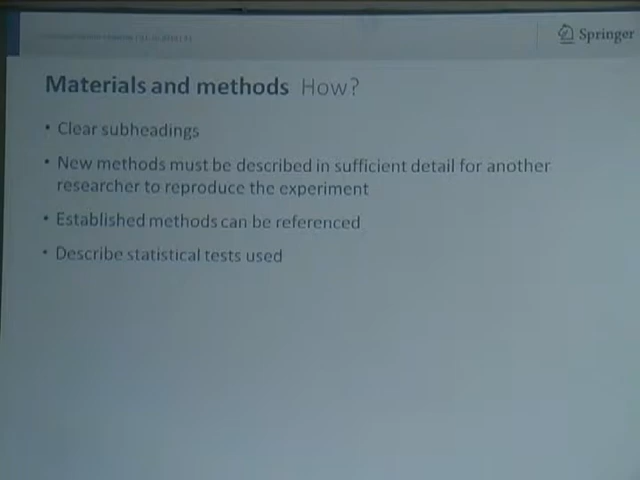 Springer
Materials and methods How?
• Clear subheadings
• New methods must be described in sufficient detail for another
researcher to reproduce the experiment
• Established methods can be referenced
• Describe statistical tests used